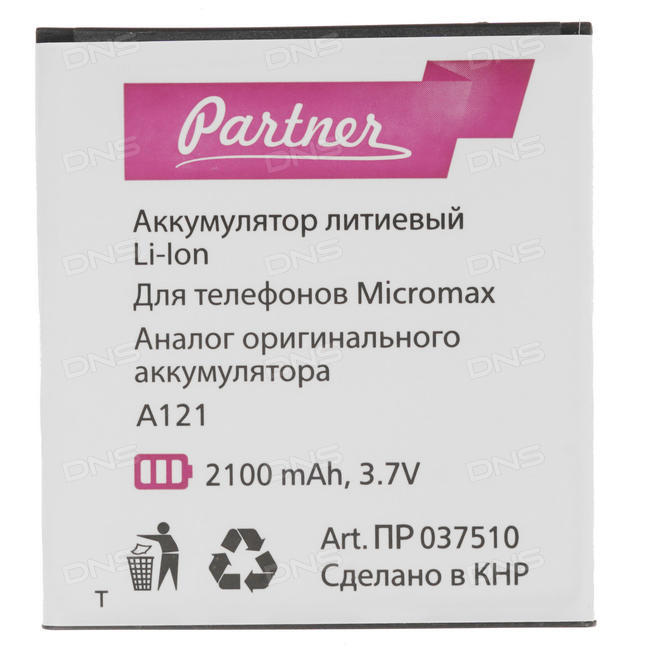 Partner
Аккумулятор литиевый
Li-Ion
Для телефонов Micromax
Аналог оригинального
аккумулятора
A121
2100 mAh, 3.7V
Art. ПР 037510
Сделано в КНР
T
DNS